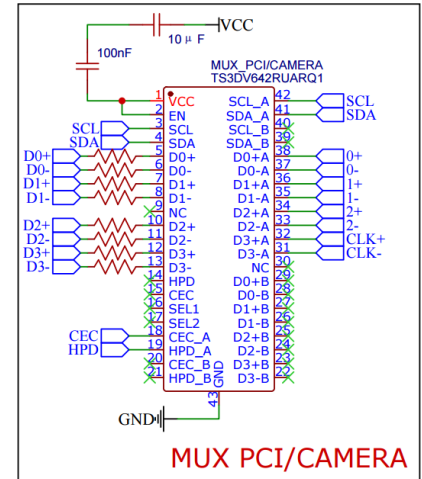 VCC
10μF
100nF
MUX_PCI/CAMERA
TS3DV642RUARQ1
1 VCC SCL_A 42 SCL
2 EN SDA_A 41 SDA
SCL 3 SCL SCL_B 40
SDA 4 SDA SDA_B 39
D0+ 5 D0+ D0+A 38 0+
D0- 6 D0- D0-A 37 0-
D1+ 7 D1+ D1+A 36 1+
D1- 8 D1- D1-A 35 1-
9 NC D2+A 34 2+
D2+ 10 D2+ D2-A 33 2-
D2- 11 D2- D3+A 32 CLK+
D3+ 12 D3+ D3-A 31 CLK-
D3- 13 D3- NC 30
14 HPD D0+B 29
15 CEC D0-B 28
16 SEL1 D1+B 27
17 SEL2 D1-B 26
CEC 18 CEC_A D2+B 25
HPD 19 HPD_A D2-B 24
20 CEC_B D3+B 23
21 HPD_B D3-B 22
GND
43
GND
MUX PCI/CAMERA